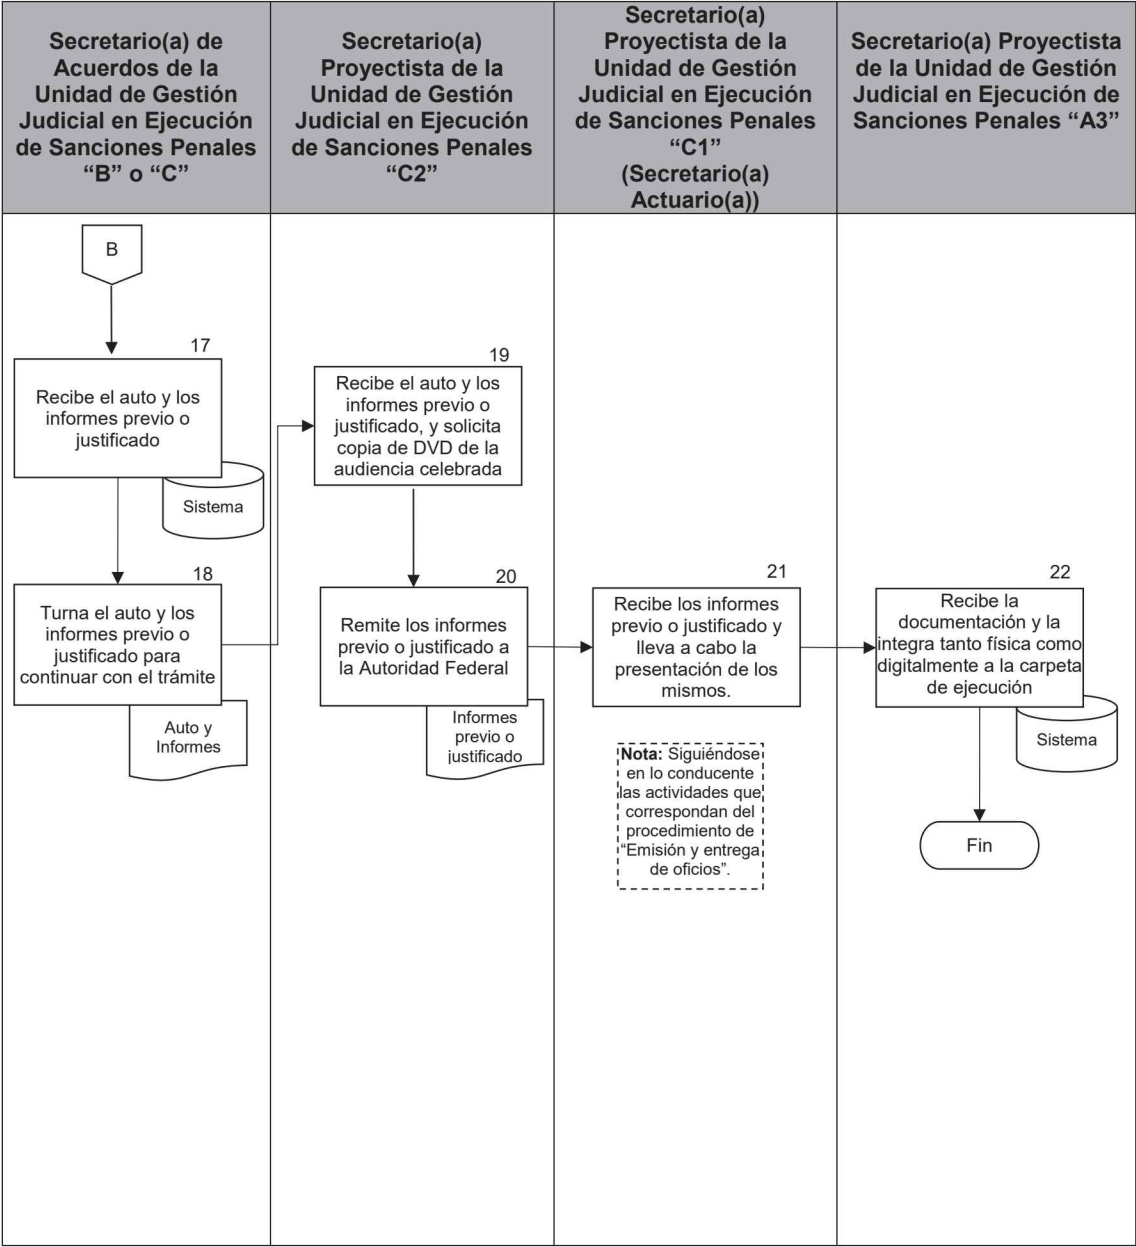 Secretario(a) de
Acuerdos de la
Unidad de Gestión
Judicial en Ejecución
de Sanciones Penales
“B” o “C”
Secretario(a)
Proyectista de la
Unidad de Gestión
Judicial en Ejecución
de Sanciones Penales
“C2”
Secretario(a)
Proyectista de la
Unidad de Gestión
Judicial en Ejecución
de Sanciones Penales
“C1”
(Secretario(a)
Actuario(a))
Secretario(a) Proyectista
de la Unidad de Gestión
Judicial en Ejecución de
Sanciones Penales “A3”
B
17
Recibe el auto y los
informes previo o
justificado
Sistema
18
Turna el auto y los
informes previo o
justificado para
continuar con el trámite
Auto y
Informes
19
Recibe el auto y los
informes previo o
justificado, y solicita
copia de DVD de la
audiencia celebrada
20
Remite los informes
previo o justificado a
la Autoridad Federal
Informes
previo o
justificado
21
Recibe los informes
previo o justificado y
lleva a cabo la
presentación de los
mismos.
Nota: Siguiéndose
en lo conducente
las actividades que
correspondan del
procedimiento de
“Emisión y entrega
de oficios”.
22
Recibe la
documentación y la
integra tanto física como
digitalmente a la carpeta
de ejecución
Sistema
Fin